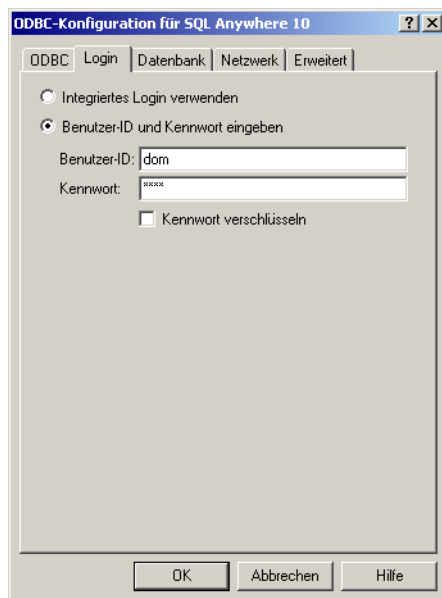 ODBC-Konfiguration für SQL Anywhere 10
ODBC Login Datenbank Netzwerk Erweitert
Integriertes Login verwenden
Benutzer-ID und Kennwort eingeben
Benutzer-ID: dom
Kennwort: ****
Kennwort verschlüsseln
OK Abbrechen Hilfe